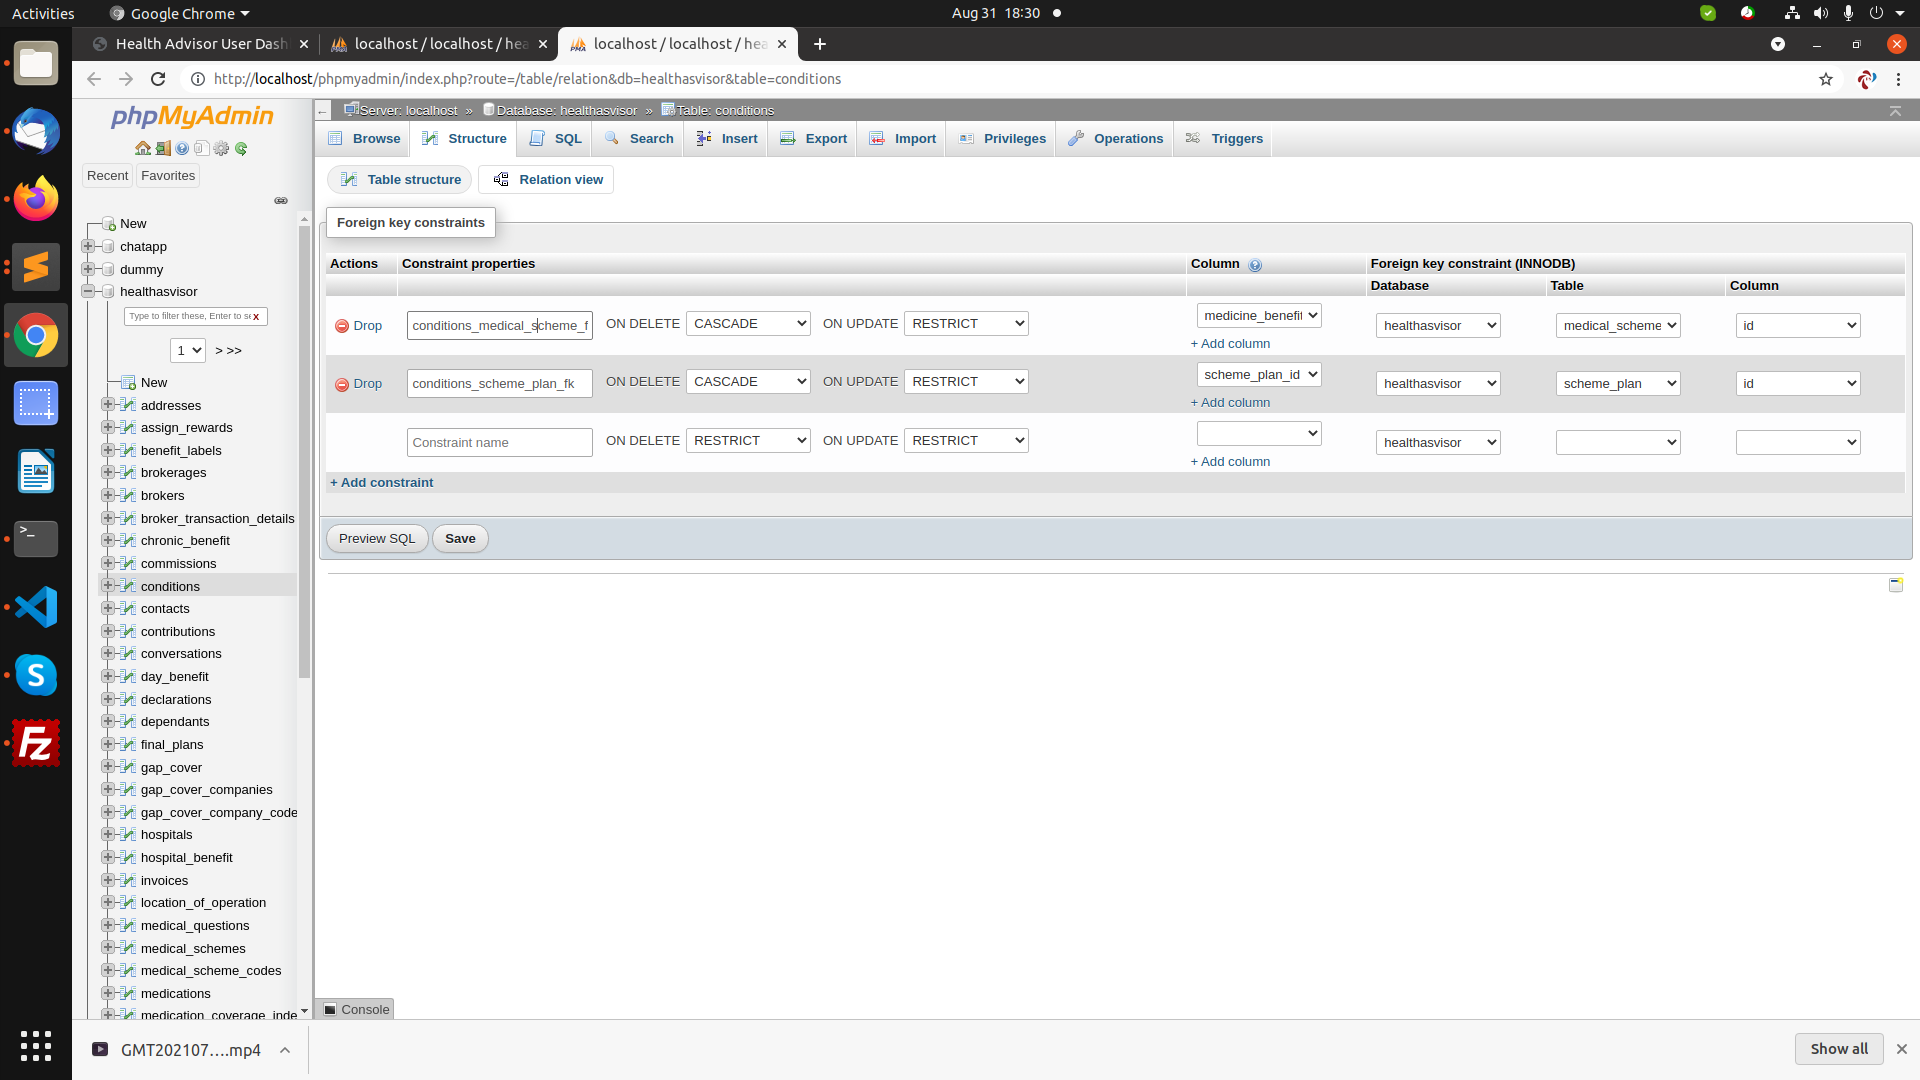 Activities
Google Chrome
Aug 31 18:30
Health Advisor User Dash
localhost / localhost / hea
localhost / localhost / hea
http://localhost/phpmyadmin/index.php?route=/table/relation&db=healthasvisor&table=conditions
phpMyAdmin
Recent
Favorites
Server: localhost » Database: healthasvisor » Table: conditions
Browse
Structure
SQL
Search
Insert
Export
Import
Privileges
Operations
Triggers
Table structure
Relation view
Foreign key constraints
Actions
Constraint properties
Column
Foreign key constraint (INNODB)
Database
Table
Column
Drop
conditions_medical_scheme_f
ON DELETE
CASCADE
ON UPDATE
RESTRICT
medicine_benefit
+ Add column
healthasvisor
medical_scheme
id
Drop
conditions_scheme_plan_fk
ON DELETE
CASCADE
ON UPDATE
RESTRICT
scheme_plan_id
+ Add column
healthasvisor
scheme_plan
id
Constraint name
ON DELETE
RESTRICT
ON UPDATE
RESTRICT
+ Add column
healthasvisor
+ Add constraint
Preview SQL
Save
New
chatapp
dummy
healthasvisor
Type to filter these, Enter to se
x
1
> >>
New
addresses
assign_rewards
benefit_labels
brokerages
brokers
broker_transaction_details
chronic_benefit
commissions
conditions
contacts
contributions
conversations
day_benefit
declarations
dependants
final_plans
gap_cover
gap_cover_companies
gap_cover_company_code
hospitals
hospital_benefit
invoices
location_of_operation
medical_questions
medical_schemes
medical_scheme_codes
medications
medication_coverage_inde
Console
GMT202107....mp4
Show all